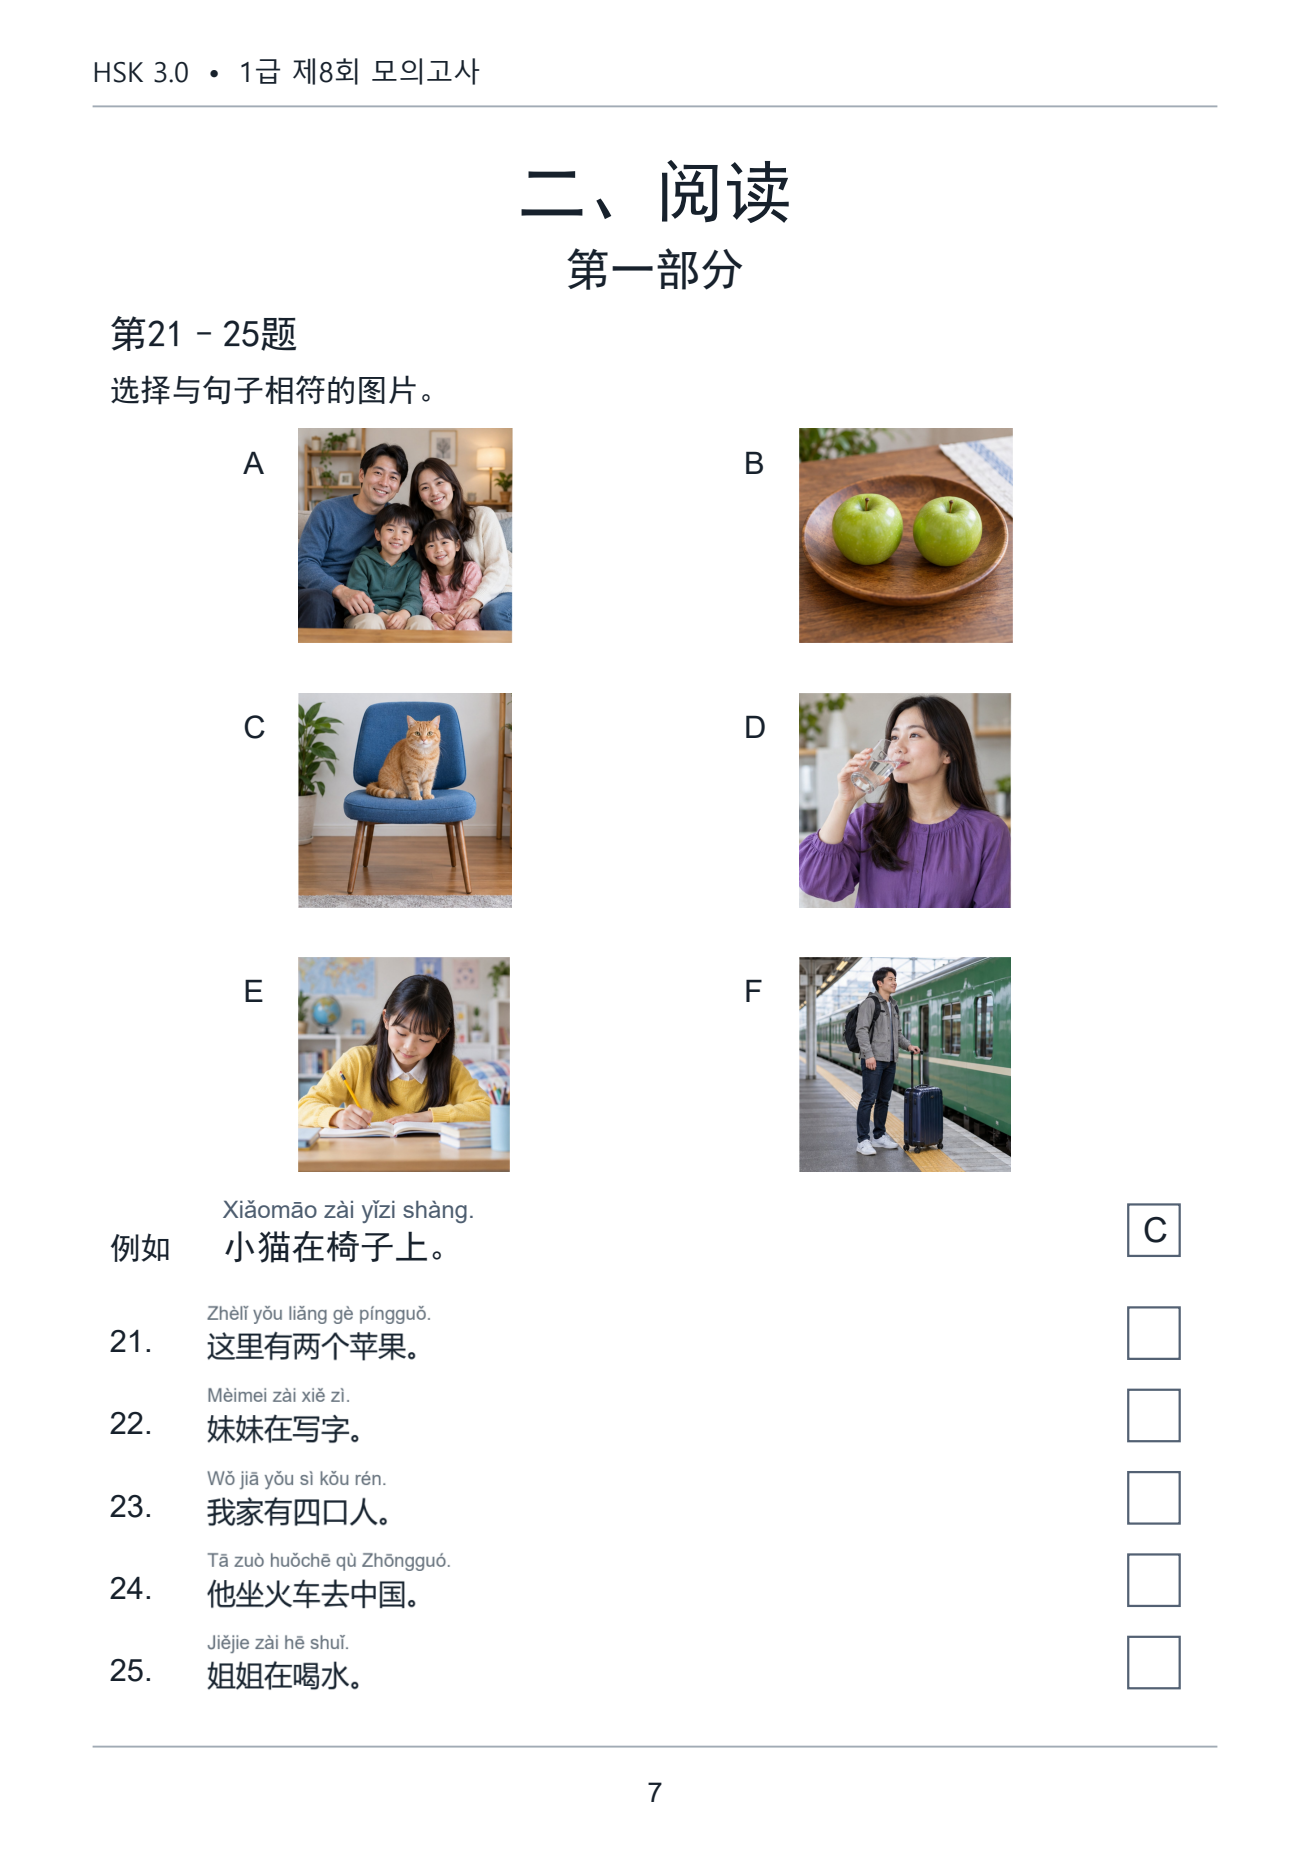 HSK 3.0 • 1급 제8회 모의고사
二、阅读
第一部分
第21－25题
选择与句子相符的图片。
A
B
C
D
E
F
Xiǎomāo zài yǐzi shàng.
例如 小猫在椅子上。 C
Zhèlǐ yǒu liǎng gè píngguǒ.
21. 这里有两个苹果。
Mèimei zài xiě zì.
22. 妹妹在写字。
Wǒ jiā yǒu sì kǒu rén.
23. 我家有四口人。
Tā zuò huǒchē qù Zhōngguó.
24. 他坐火车去中国。
Jiějie zài hē shuǐ.
25. 姐姐在喝水。
7